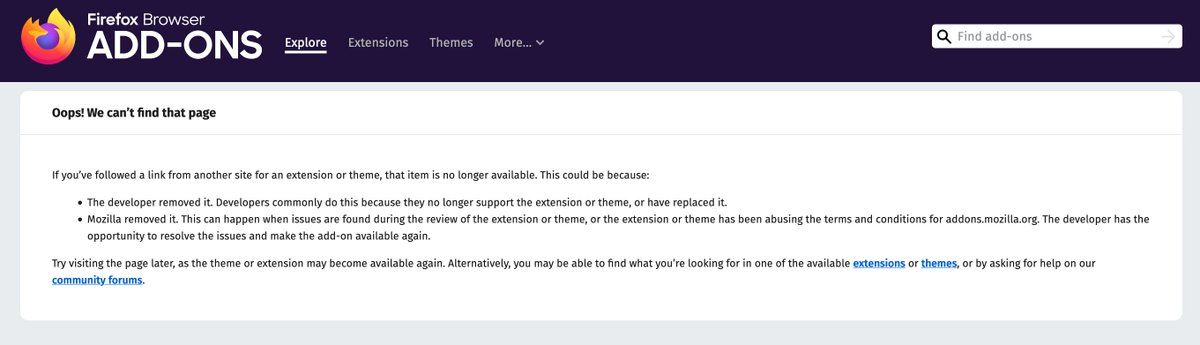 Firefox Browser
ADD-ONS
Explore
Extensions
Themes
More...
Find add-ons
Oops! We can’t find that page
If you’ve followed a link from another site for an extension or theme, that item is no longer available. This could be because:
• The developer removed it. Developers commonly do this because they no longer support the extension or theme, or have replaced it.
• Mozilla removed it. This can happen when issues are found during the review of the extension or theme, or the extension or theme has been abusing the terms and conditions for addons.mozilla.org. The developer has the
opportunity to resolve the issues and make the add-on available again.
Try visiting the page later, as the theme or extension may become available again. Alternatively, you may be able to find what you’re looking for in one of the available extensions or themes, or by asking for help on our
community forums.